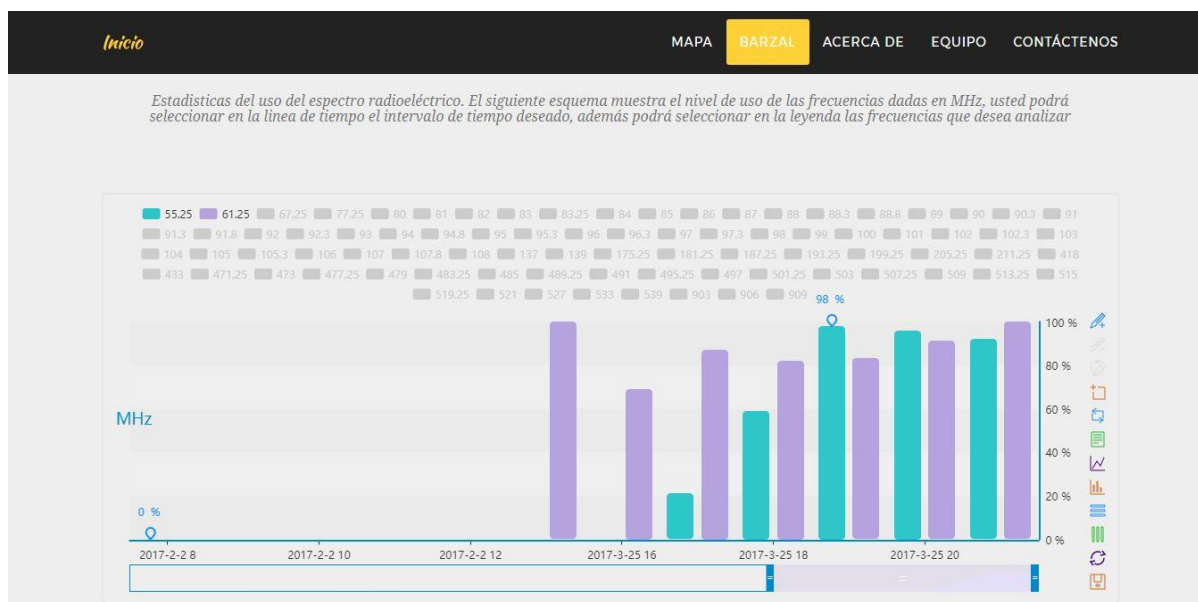 Inicio
MAPA BARZAL ACERCA DE EQUIPO CONTÁCTENOS
Estadisticas del uso del espectro radioeléctrico. El siguiente esquema muestra el nivel de uso de las frecuencias dadas en MHz, usted podrá
seleccionar en la linea de tiempo el intervalo de tiempo deseado, además podrá seleccionar en la leyenda las frecuencias que desea analizar
55.25 61.25 67.25 77.25 80 81 82 83 83.25 84 85 86 87 88 88.3 88.8 89 90 90.3 91
91.3 91.8 92 92.3 93 94 94.8 95 95.3 96 96.3 97 97.3 98 99 100 101 102 102.3 103
104 105 105.3 106 107 107.8 108 137 139 175.25 181.25 187.25 193.25 199.25 205.25 211.25 418
433 471.25 473 477.25 479 483.25 485 489.25 491 495.25 497 501.25 503 507.25 509 513.25 515
519.25 521 527 533 539 903 906 909
98 %
100 %
80 %
60 %
MHz
40 %
20 %
0 %
0 %
2017-2-2 8 2017-2-2 10 2017-2-2 12 2017-3-25 16 2017-3-25 18 2017-3-25 20